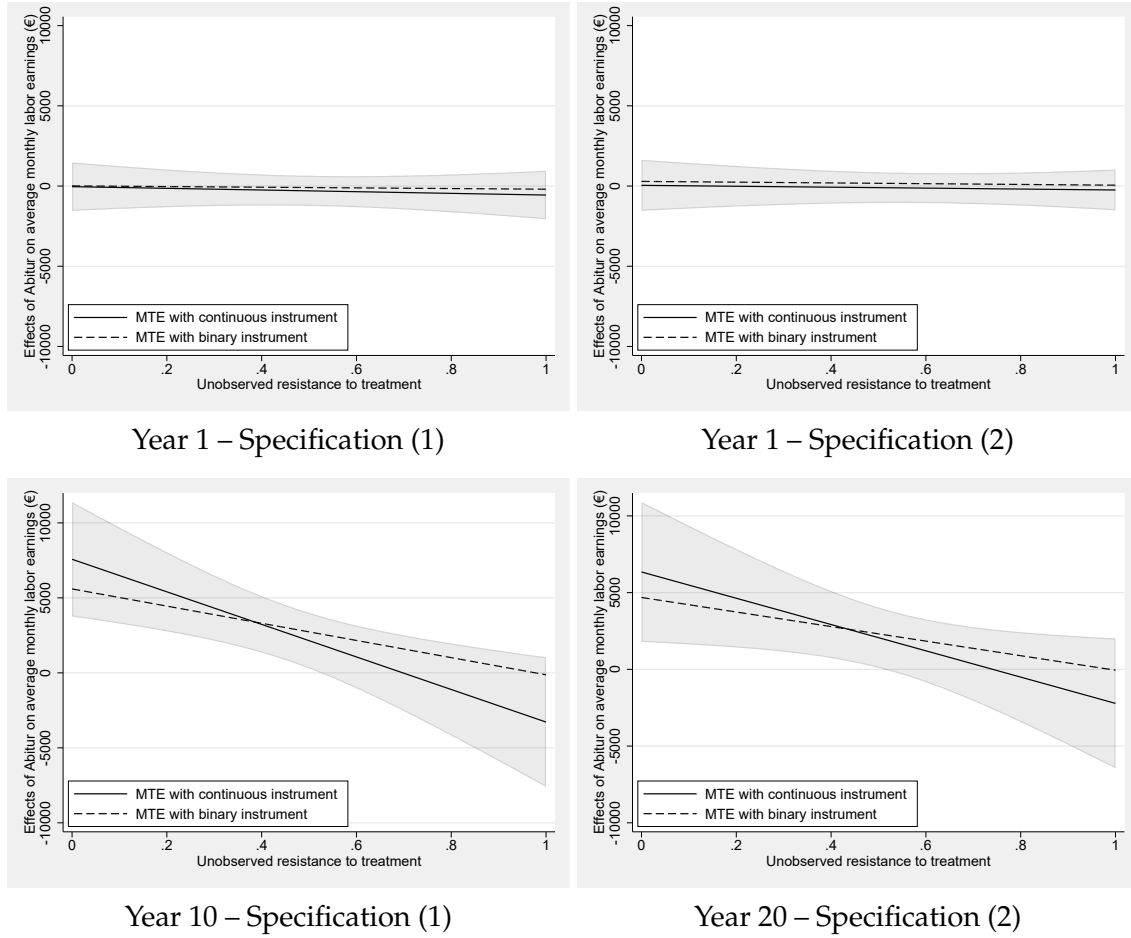 Effects of Abitur on average monthly labor earnings (€)
10000
5000
0
-5000
-10000
MTE with continuous instrument
MTE with binary instrument
0 .2 .4 .6 .8 1
Unobserved resistance to treatment
Year 1 – Specification (1)
Effects of Abitur on average monthly labor earnings (€)
10000
5000
0
-5000
-10000
MTE with continuous instrument
MTE with binary instrument
0 .2 .4 .6 .8 1
Unobserved resistance to treatment
Year 1 – Specification (2)
Effects of Abitur on average monthly labor earnings (€)
10000
5000
0
-5000
-10000
MTE with continuous instrument
MTE with binary instrument
0 .2 .4 .6 .8 1
Unobserved resistance to treatment
Year 10 – Specification (1)
Effects of Abitur on average monthly labor earnings (€)
10000
5000
0
-5000
-10000
MTE with continuous instrument
MTE with binary instrument
0 .2 .4 .6 .8 1
Unobserved resistance to treatment
Year 20 – Specification (2)